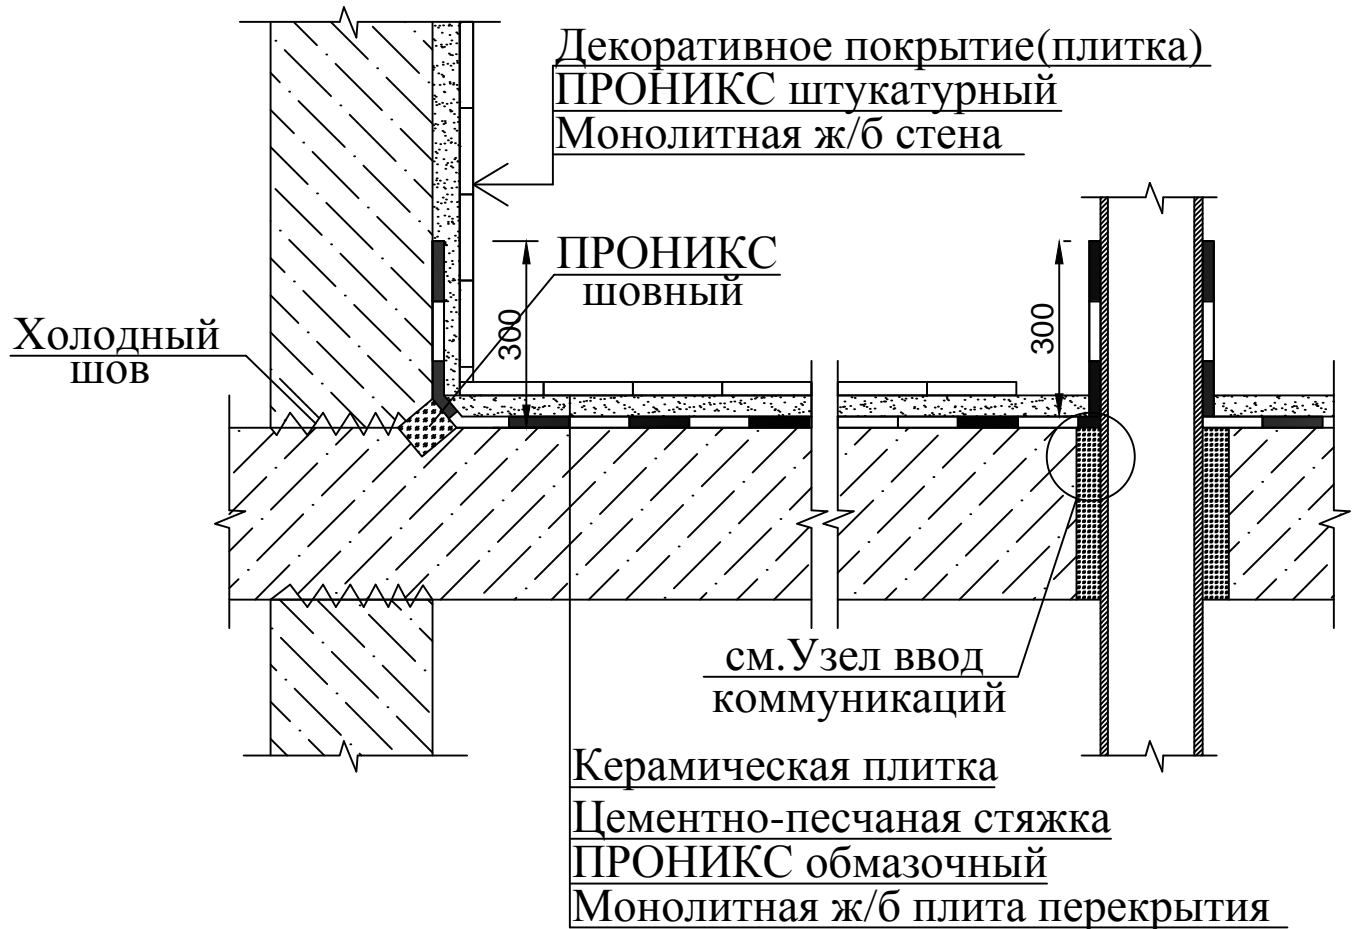 Декоративное покрытие(плитка)
ПРОНИКС штукатурный
Монолитная ж/б стена
ПРОНИКС
шовный
Холодный
шов
300
300
см.Узел ввод
коммуникаций
Керамическая плитка
Цементно-песчаная стяжка
ПРОНИКС обмазочный
Монолитная ж/б плита перекрытия